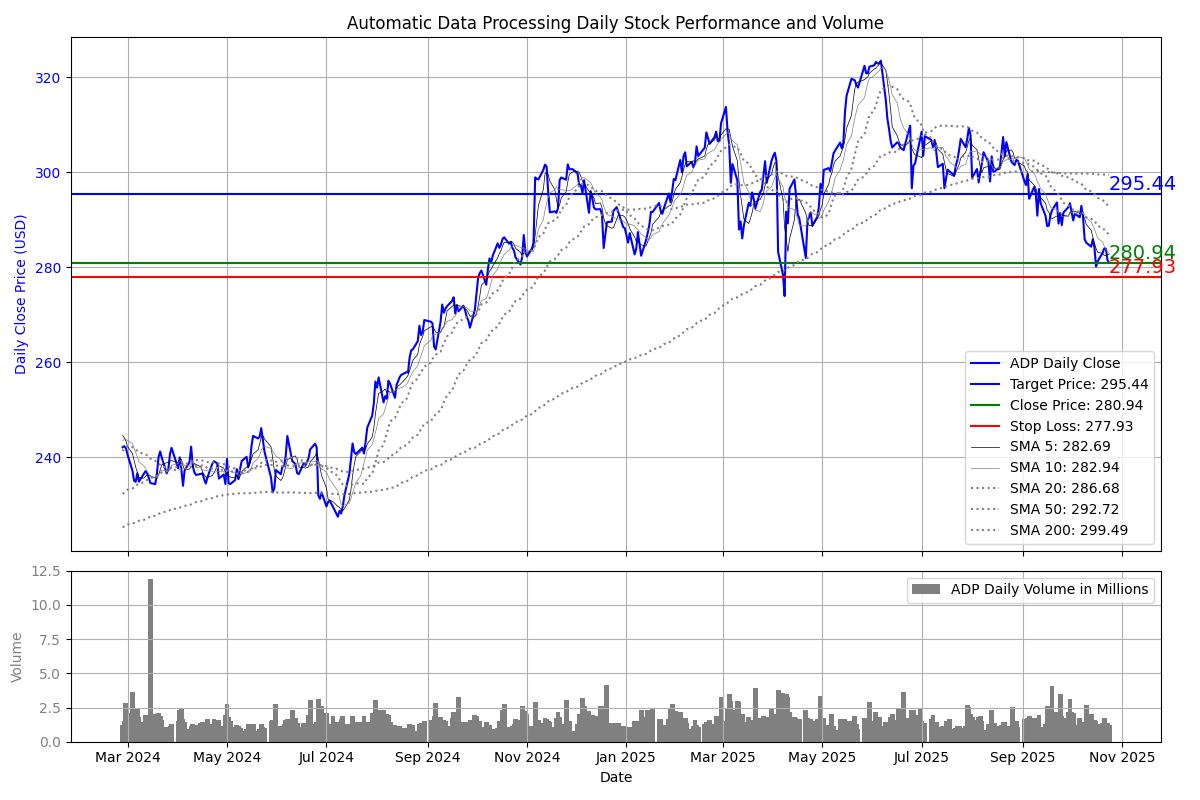 Automatic Data Processing Daily Stock Performance and Volume
320
300
280
260
240
Daily Close Price (USD)
295.44
280.94
277.93
ADP Daily Close
Target Price: 295.44
Close Price: 280.94
Stop Loss: 277.93
SMA 5: 282.69
SMA 10: 282.94
SMA 20: 286.68
SMA 50: 292.72
SMA 200: 299.49
12.5
10.0
7.5
5.0
2.5
0.0
Volume
ADP Daily Volume in Millions
Mar 2024 May 2024 Jul 2024 Sep 2024 Nov 2024 Jan 2025 Mar 2025 May 2025 Jul 2025 Sep 2025 Nov 2025
Date